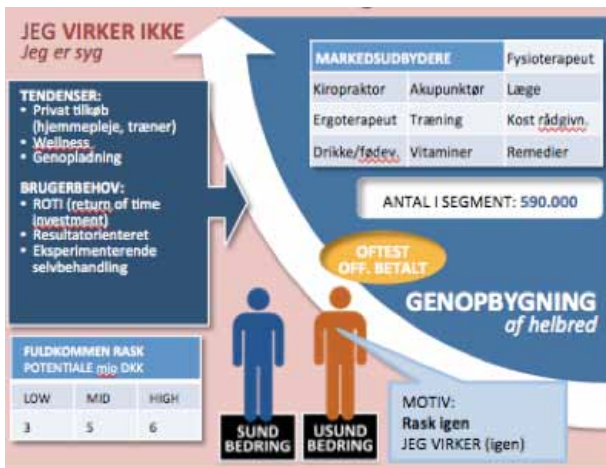 JEG VIRKER IKKE
Jeg er syg
TENDENSER:
• Privat tilkøb
(hjemmepleje, træner)
• Wellness
• Genopladning
BRUGERBEHOV:
• ROTI (return of time
investment)
• Resultatorienteret
• Eksperimenterende
selvbehandling
FULDKOMMEN RASK
POTENTIALE mio DKK
LOW MID HIGH
3 5 6
MARKEDSUDBYDERE Fysioterapeut
Kiropraktor Akupunktør Læge
Ergoterapeut Træning Kost rådgivn.
Drikke/fødev. Vitaminer Remedier
ANTAL I SEGMENT: 590.000
OFTEST
OFF. BETALT
GENOPBYGNING
af helbred
SUND
BEDRING
USUND
BEDRING
MOTIV:
Rask igen
JEG VIRKER (igen)